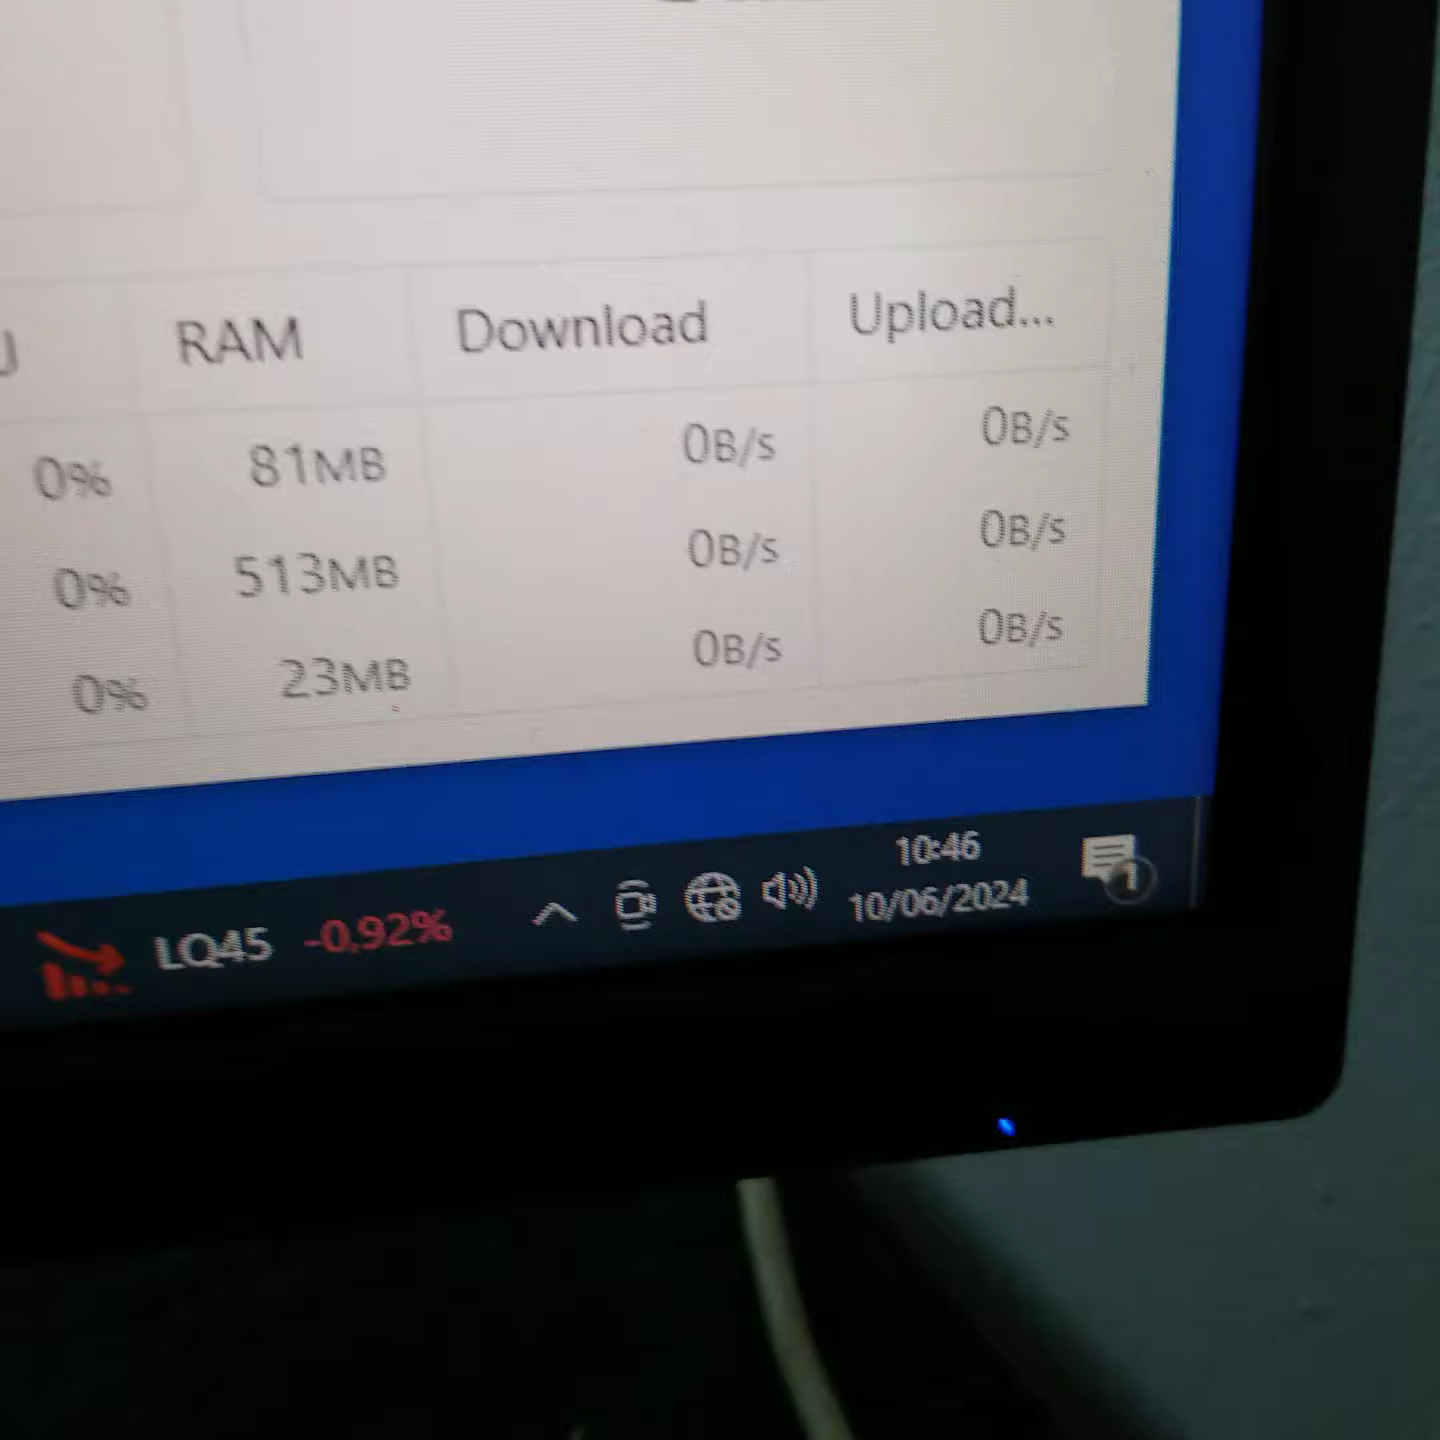 RAM Download Upload...
0% 81MB 0B/s 0B/s
0% 513MB 0B/s 0B/s
0% 23MB 0B/s 0B/s
10:46
LQ45 -0,92% 10/06/2024 1